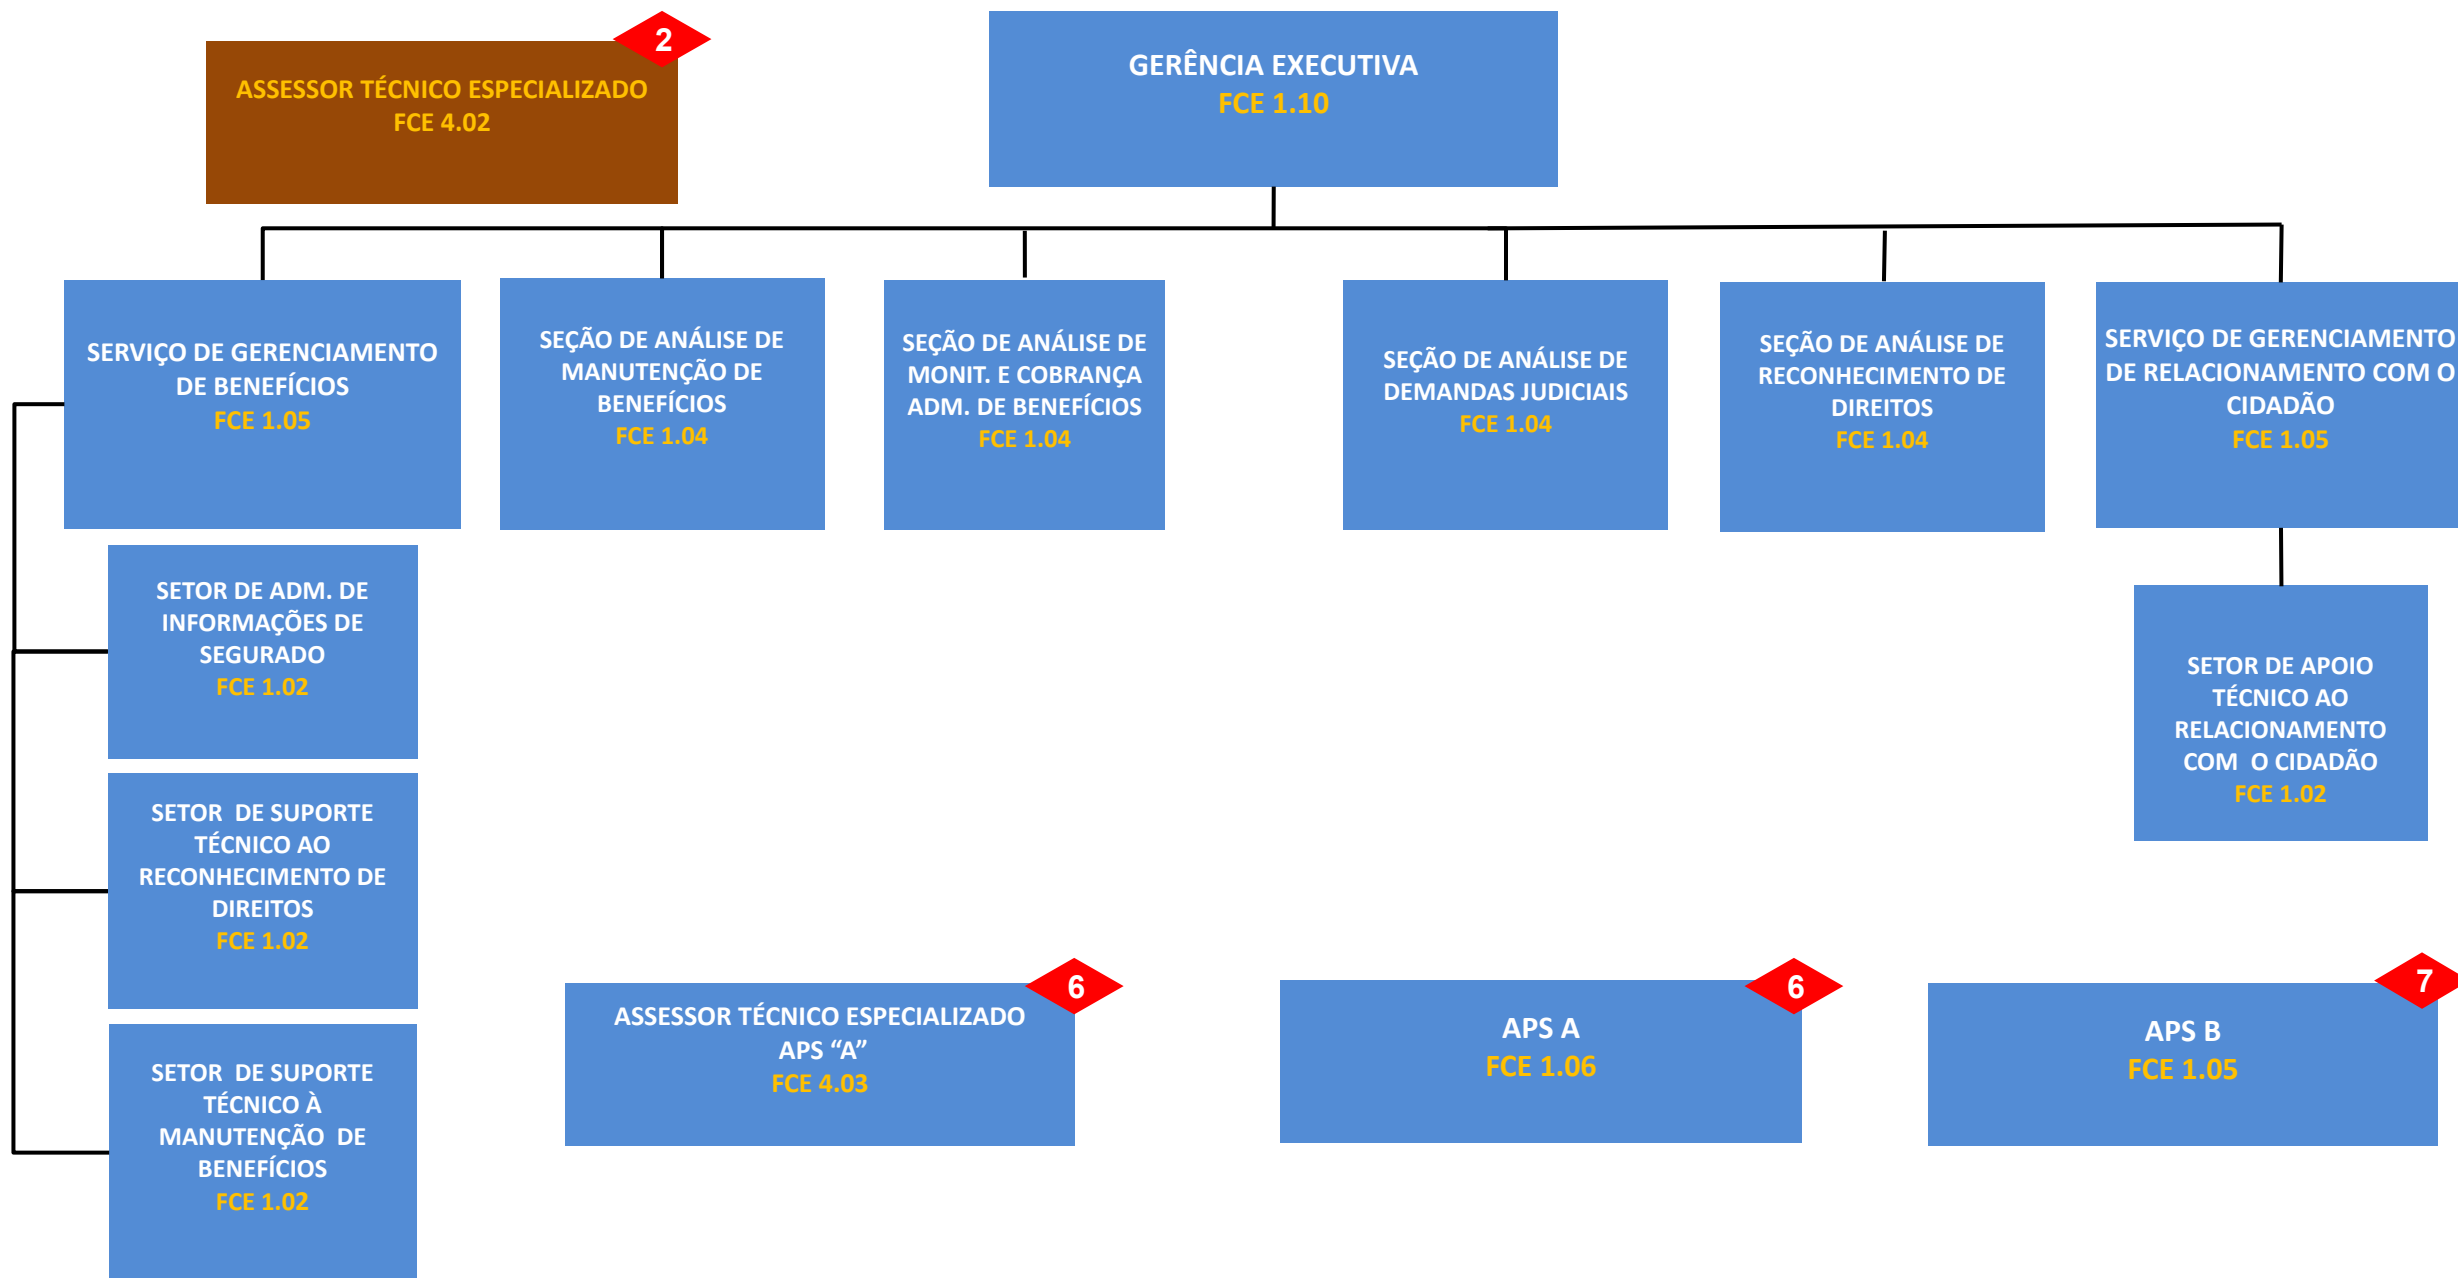 2
ASSESSOR TÉCNICO ESPECIALIZADO
FCE 4.02
GERÊNCIA EXECUTIVA
FCE 1.10
SERVIÇO DE GERENCIAMENTO
DE BENEFÍCIOS
FCE 1.05
SEÇÃO DE ANÁLISE DE
MANUTENÇÃO DE
BENEFÍCIOS
FCE 1.04
SEÇÃO DE ANÁLISE DE
MONIT. E COBRANÇA
ADM. DE BENEFÍCIOS
FCE 1.04
SEÇÃO DE ANÁLISE DE
DEMANDAS JUDICIAIS
FCE 1.04
SEÇÃO DE ANÁLISE DE
RECONHECIMENTO DE
DIREITOS
FCE 1.04
SERVIÇO DE GERENCIAMENTO
DE RELACIONAMENTO COM O
CIDADÃO
FCE 1.05
SETOR DE ADM. DE
INFORMAÇÕES DE
SEGURADO
FCE 1.02
SETOR DE APOIO
TÉCNICO AO
RELACIONAMENTO
COM O CIDADÃO
FCE 1.02
SETOR DE SUPORTE
TÉCNICO AO
RECONHECIMENTO DE
DIREITOS
FCE 1.02
SETOR DE SUPORTE
TÉCNICO À
MANUTENÇÃO DE
BENEFÍCIOS
FCE 1.02
6
ASSESSOR TÉCNICO ESPECIALIZADO
APS “A”
FCE 4.03
6
APS A
FCE 1.06
7
APS B
FCE 1.05